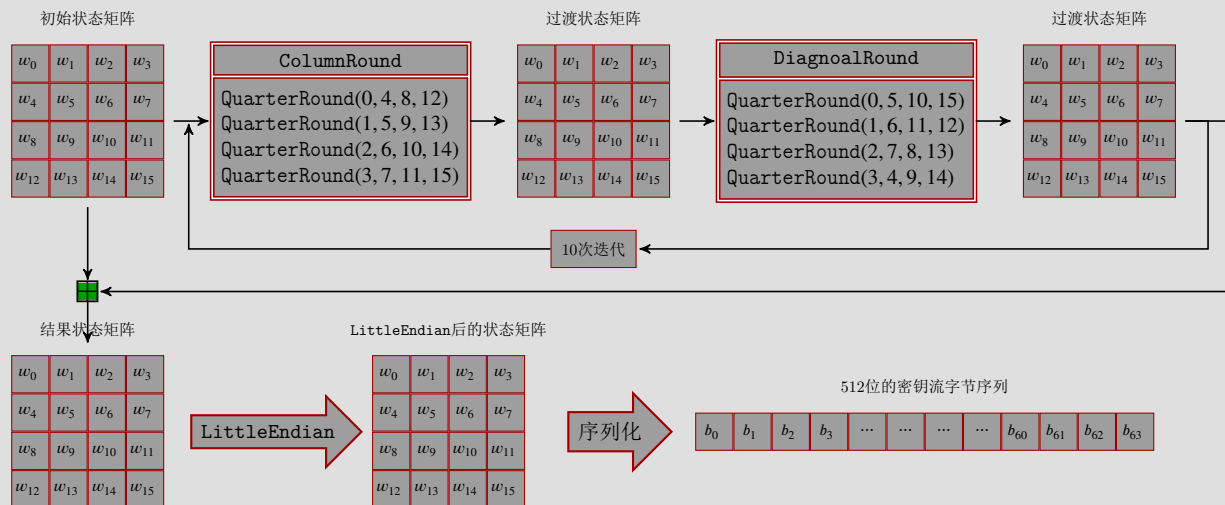 初始状态矩阵
过渡状态矩阵
过渡状态矩阵
w0 w1 w2 w3
w4 w5 w6 w7
w8 w9 w10 w11
w12 w13 w14 w15
ColumnRound
QuarterRound(0, 4, 8, 12)
QuarterRound(1, 5, 9, 13)
QuarterRound(2, 6, 10, 14)
QuarterRound(3, 7, 11, 15)
w0 w1 w2 w3
w4 w5 w6 w7
w8 w9 w10 w11
w12 w13 w14 w15
DiagnoalRound
QuarterRound(0, 5, 10, 15)
QuarterRound(1, 6, 11, 12)
QuarterRound(2, 7, 8, 13)
QuarterRound(3, 4, 9, 14)
w0 w1 w2 w3
w4 w5 w6 w7
w8 w9 w10 w11
w12 w13 w14 w15
10次迭代
结果状态矩阵
LittleEndian后的状态矩阵
w0 w1 w2 w3
w4 w5 w6 w7
w8 w9 w10 w11
w12 w13 w14 w15
LittleEndian
w0 w1 w2 w3
w4 w5 w6 w7
w8 w9 w10 w11
w12 w13 w14 w15
序列化
512位的密钥流字节序列
b0 b1 b2 b3 ... ... ... ... b60 b61 b62 b63